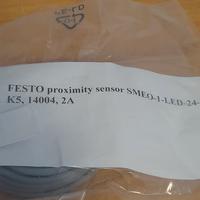 FESTO proximity sensor SMEO-1-LED-24-
K5, 14004, 2A